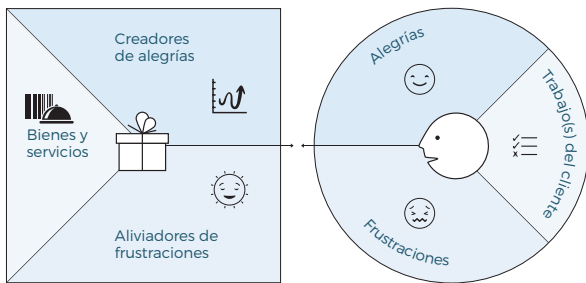 Creadores
de alegrías
Bienes y
servicios
Aliviadores de
frustraciones
Alegrías
Trabajo(s) del cliente
Frustraciones